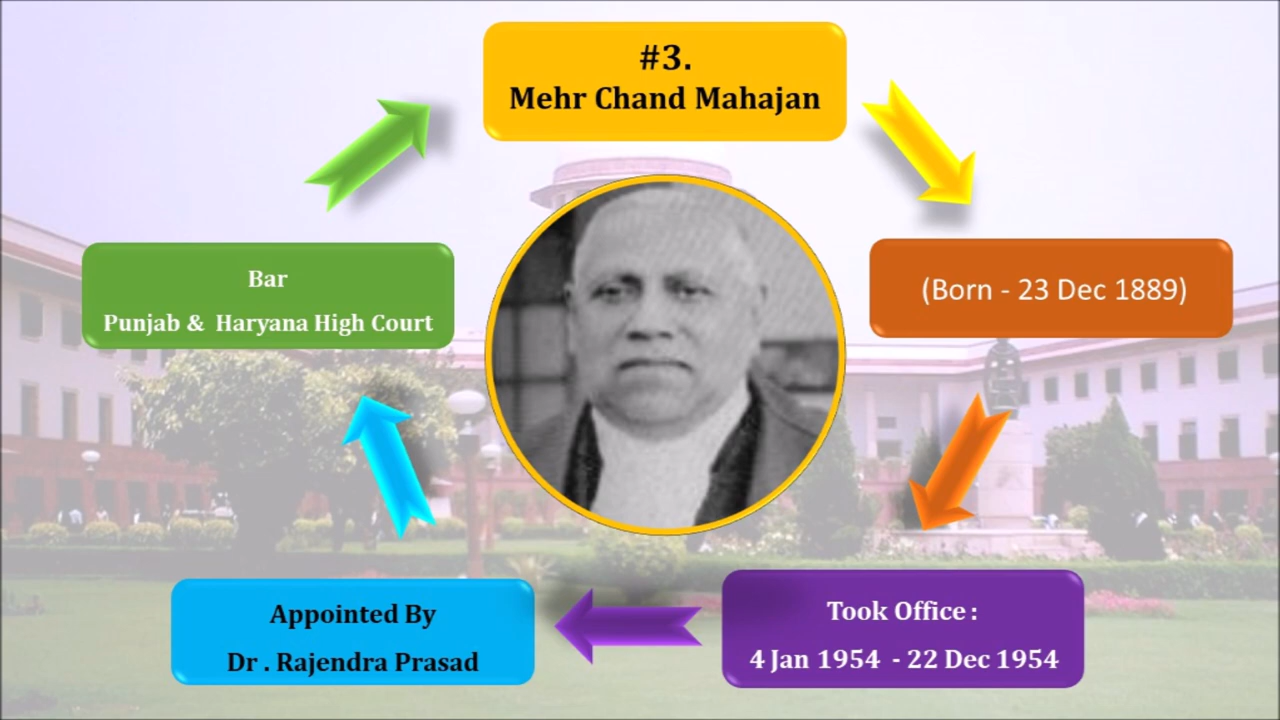 #3.
Mehr Chand Mahajan
(Born - 23 Dec 1889)
Took Office :
4 Jan 1954 - 22 Dec 1954
Appointed By
Dr . Rajendra Prasad
Bar
Punjab & Haryana High Court